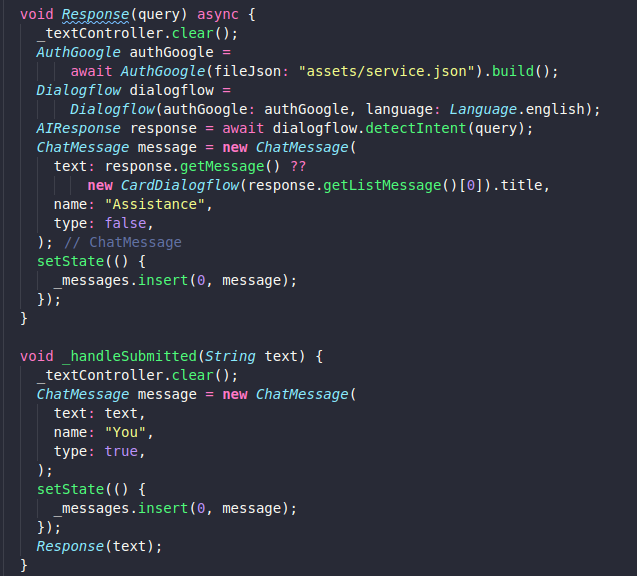 void Response(query) async {
  _textController.clear();
  AuthGoogle authGoogle =
      await AuthGoogle(fileJson: "assets/service.json").build();
  Dialogflow dialogflow =
      Dialogflow(authGoogle: authGoogle, language: Language.english);
  AIResponse response = await dialogflow.detectIntent(query);
  ChatMessage message = new ChatMessage(
    text: response.getMessage() ??
        new CardDialogflow(response.getListMessage()[0]).title,
    name: "Assistance",
    type: false,
  ); // ChatMessage
  setState(() {
    _messages.insert(0, message);
  });
}

void _handleSubmitted(String text) {
  _textController.clear();
  ChatMessage message = new ChatMessage(
    text: text,
    name: "You",
    type: true,
  );
  setState(() {
    _messages.insert(0, message);
  });
  Response(text);
}